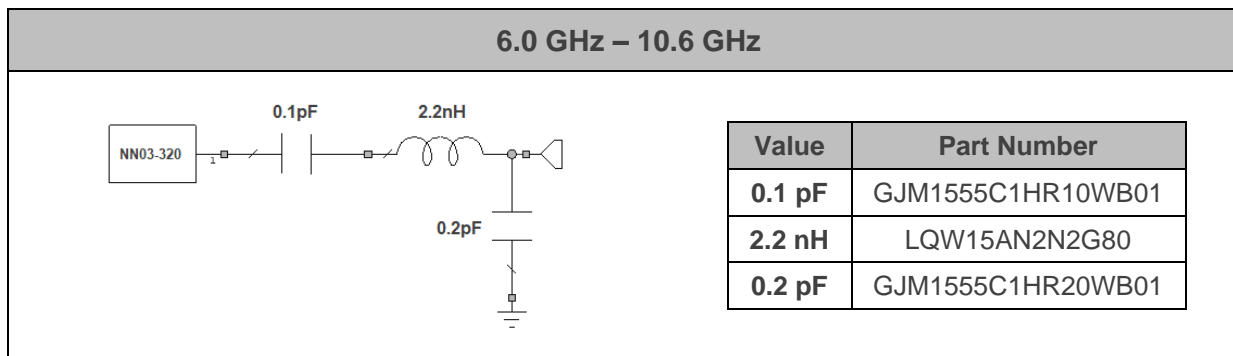 6.0 GHz – 10.6 GHz
0.1pF 2.2nH
NN03-320 1
0.2pF
Value Part Number
0.1 pF GJM1555C1HR10WB01
2.2 nH LQW15AN2N2G80
0.2 pF GJM1555C1HR20WB01